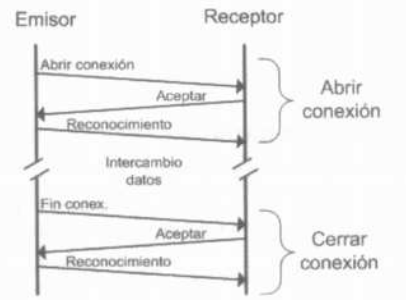 Emisor
Receptor
Abrir conexión
Aceptar
Reconocimiento
Abrir
conexión
Intercambio
datos
Fin conex.
Aceptar
Reconocimiento
Cerrar
conexión